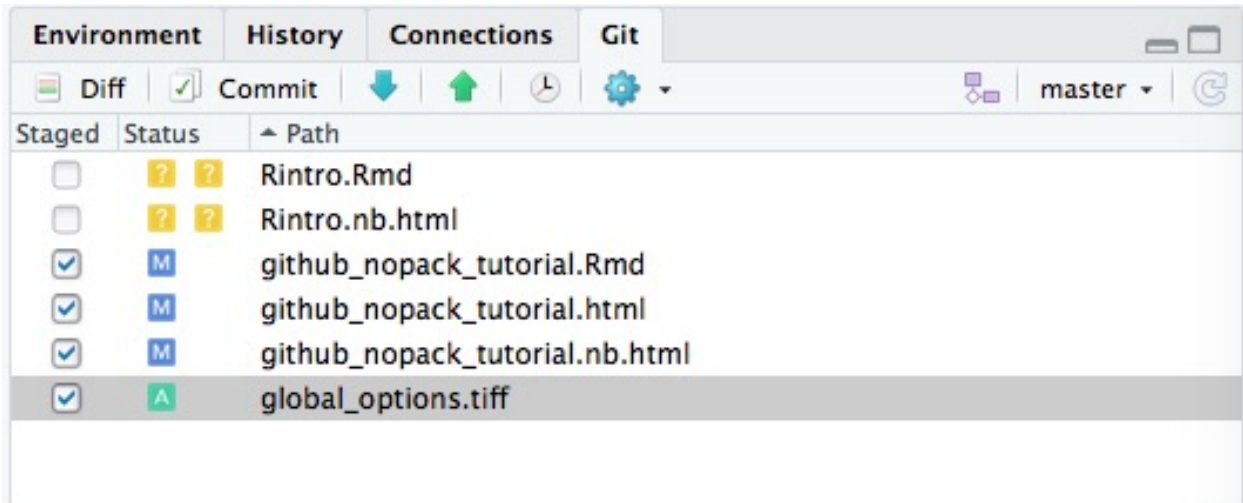 Environment History Connections Git
Diff Commit master
Staged Status Path
? ? Rintro.Rmd
? ? Rintro.nb.html
M github_nopack_tutorial.Rmd
M github_nopack_tutorial.html
M github_nopack_tutorial.nb.html
A global_options.tiff